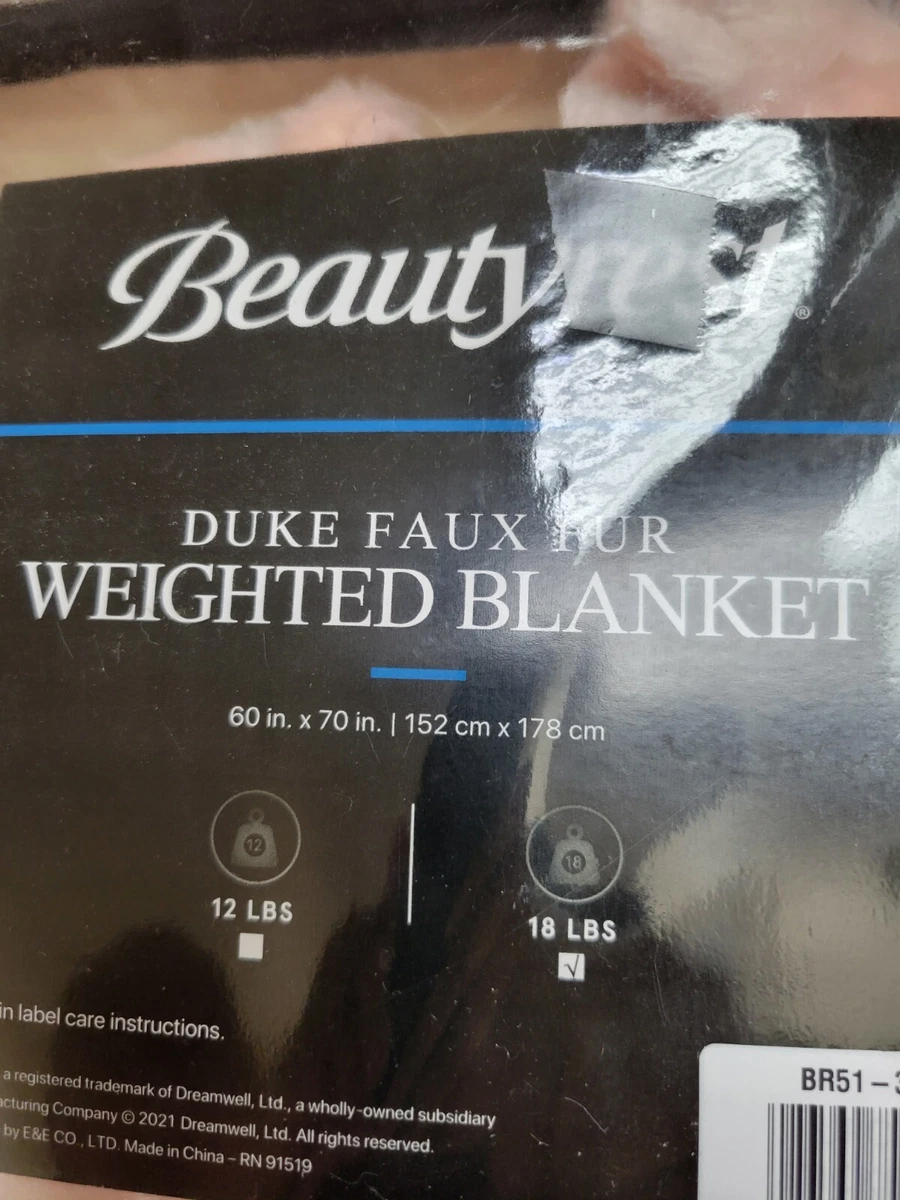 Beautyrest®
DUKE FAUX FUR
WEIGHTED BLANKET
60 in. x 70 in. | 152 cm x 178 cm
12
18
12 LBS
18 LBS
√
in label care instructions.
a registered trademark of Dreamwell, Ltd., a wholly-owned subsidiary
acturing Company © 2021 Dreamwell, Ltd. All rights reserved.
by E&E CO., LTD. Made in China – RN 91519
BR51–3